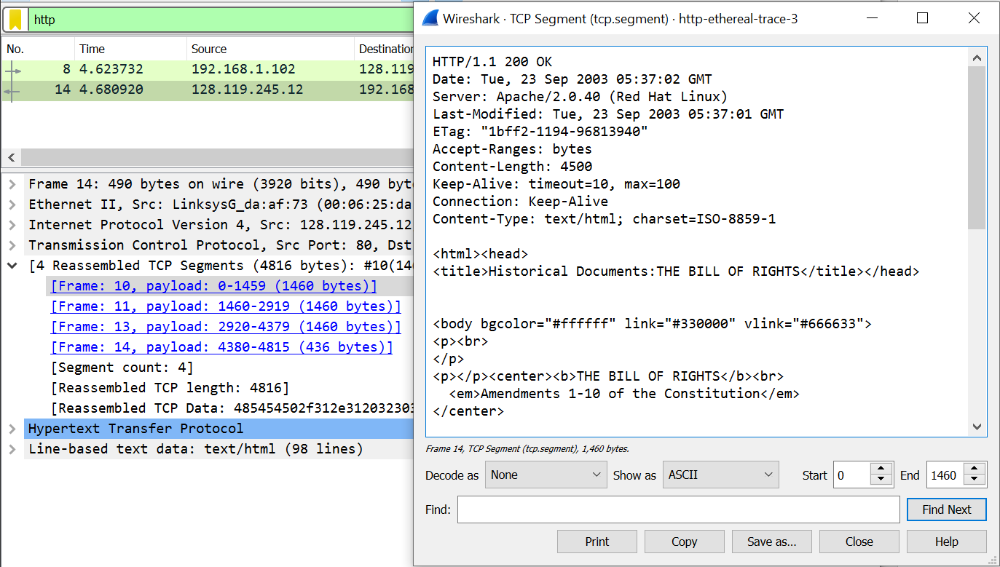 http
No. Time Source Destination
8 4.623732 192.168.1.102 128.119
14 4.680920 128.119.245.12 192.168
Frame 14: 490 bytes on wire (3920 bits), 490 byt
Ethernet II, Src: LinksysG_da:af:73 (00:06:25:da
Internet Protocol Version 4, Src: 128.119.245.12
Transmission Control Protocol, Src Port: 80, Dst
[4 Reassembled TCP Segments (4816 bytes): #10(146
[Frame: 10, payload: 0-1459 (1460 bytes)]
[Frame: 11, payload: 1460-2919 (1460 bytes)]
[Frame: 13, payload: 2920-4379 (1460 bytes)]
[Frame: 14, payload: 4380-4815 (436 bytes)]
[Segment count: 4]
[Reassembled TCP length: 4816]
[Reassembled TCP Data: 485454502f312e312032303
Hypertext Transfer Protocol
Line-based text data: text/html (98 lines)
Wireshark · TCP Segment (tcp.segment) · http-ethereal-trace-3
HTTP/1.1 200 OK
Date: Tue, 23 Sep 2003 05:37:02 GMT
Server: Apache/2.0.40 (Red Hat Linux)
Last-Modified: Tue, 23 Sep 2003 05:37:01 GMT
ETag: "1bff2-1194-96813940"
Accept-Ranges: bytes
Content-Length: 4500
Keep-Alive: timeout=10, max=100
Connection: Keep-Alive
Content-Type: text/html; charset=ISO-8859-1
<html><head>
<title>Historical Documents:THE BILL OF RIGHTS</title></head>
<body bgcolor="#ffffff" link="#330000" vlink="#666633">
<p><br>
</p>
<p></p><center><b>THE BILL OF RIGHTS</b><br>
<em>Amendments 1-10 of the Constitution</em>
</center>
Frame 14, TCP Segment (tcp.segment), 1,460 bytes.
Decode as None Show as ASCII Start 0 End 1460
Find: Find Next
Print Copy Save as... Close Help